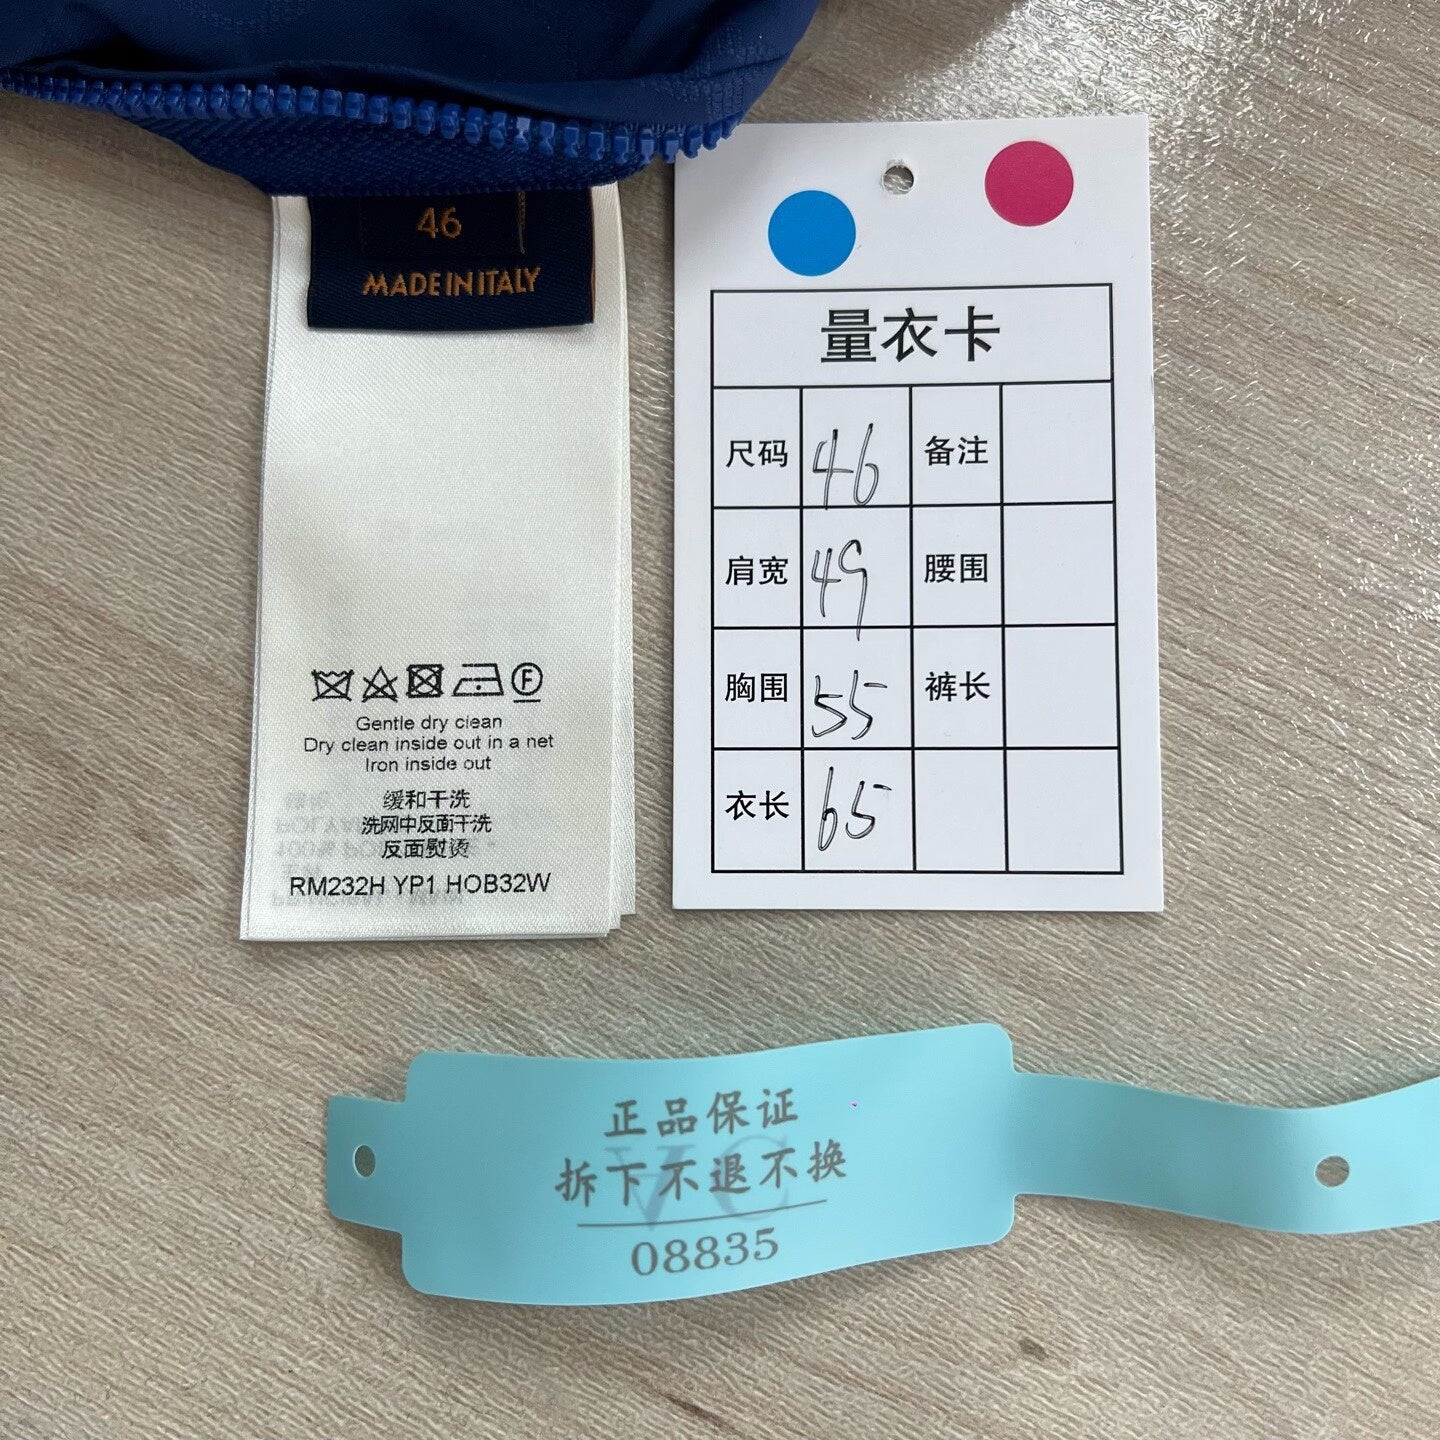 46
MADE IN ITALY
F
Gentle dry clean
Dry clean inside out in a net
Iron inside out
缓和干洗
洗网中反面干洗
反面熨烫
RM232H YP1 HOB32W
量衣卡
尺码 46 备注
肩宽 49 腰围
胸围 55 裤长
衣长 65
正品保证
拆下不退不换
VC
08835